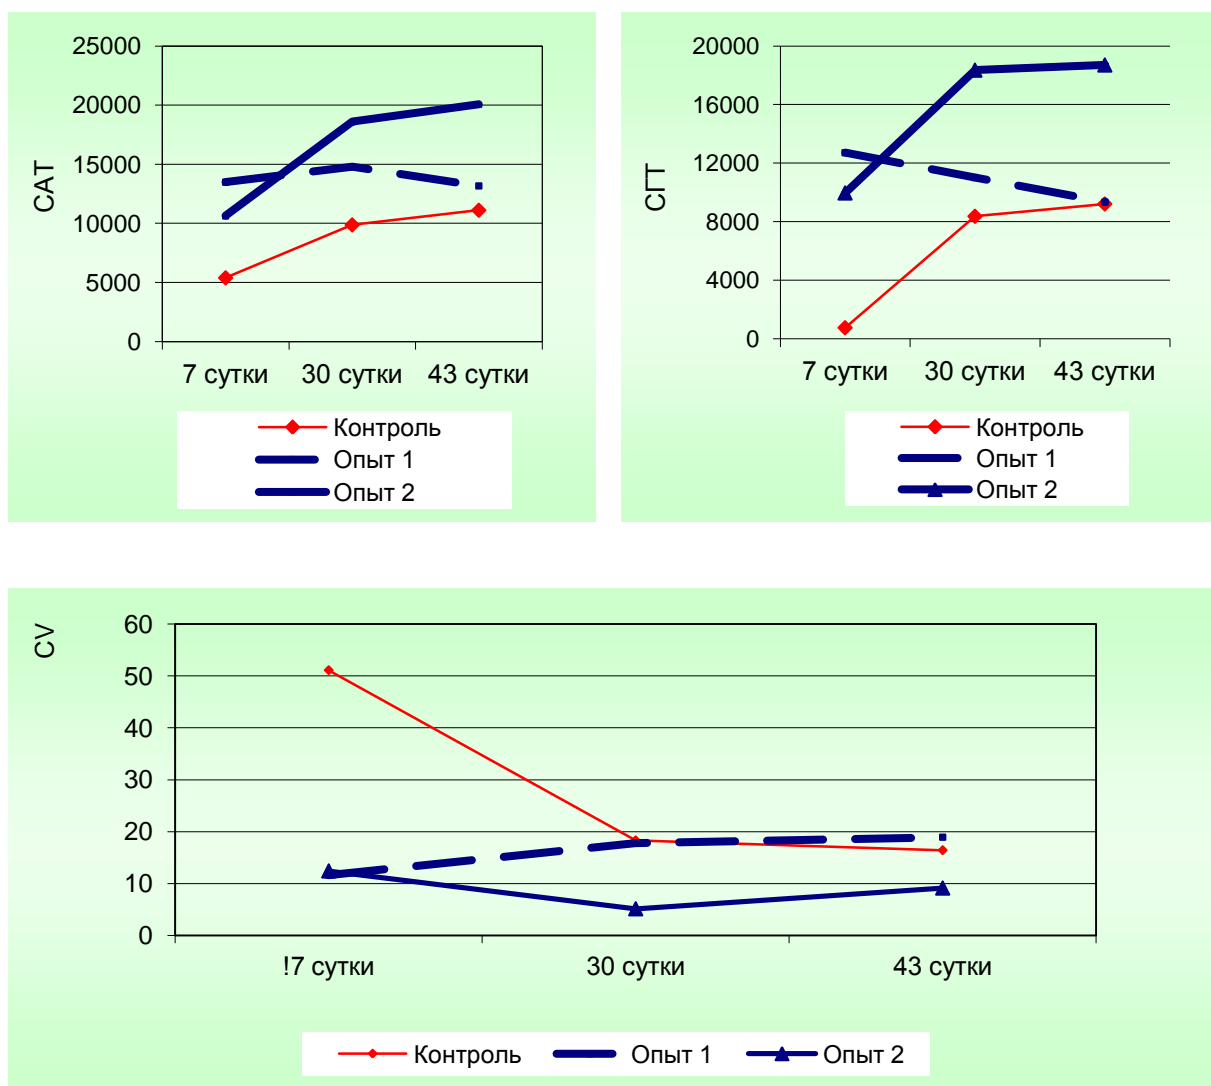 САТ
25000
20000
15000
10000
5000
0
7 сутки 30 сутки 43 сутки
Контроль
Опыт 1
Опыт 2
СГТ
20000
16000
12000
8000
4000
0
7 сутки 30 сутки 43 сутки
Контроль
Опыт 1
Опыт 2
CV
60
50
40
30
20
10
0
!7 сутки 30 сутки 43 сутки
Контроль Опыт 1 Опыт 2